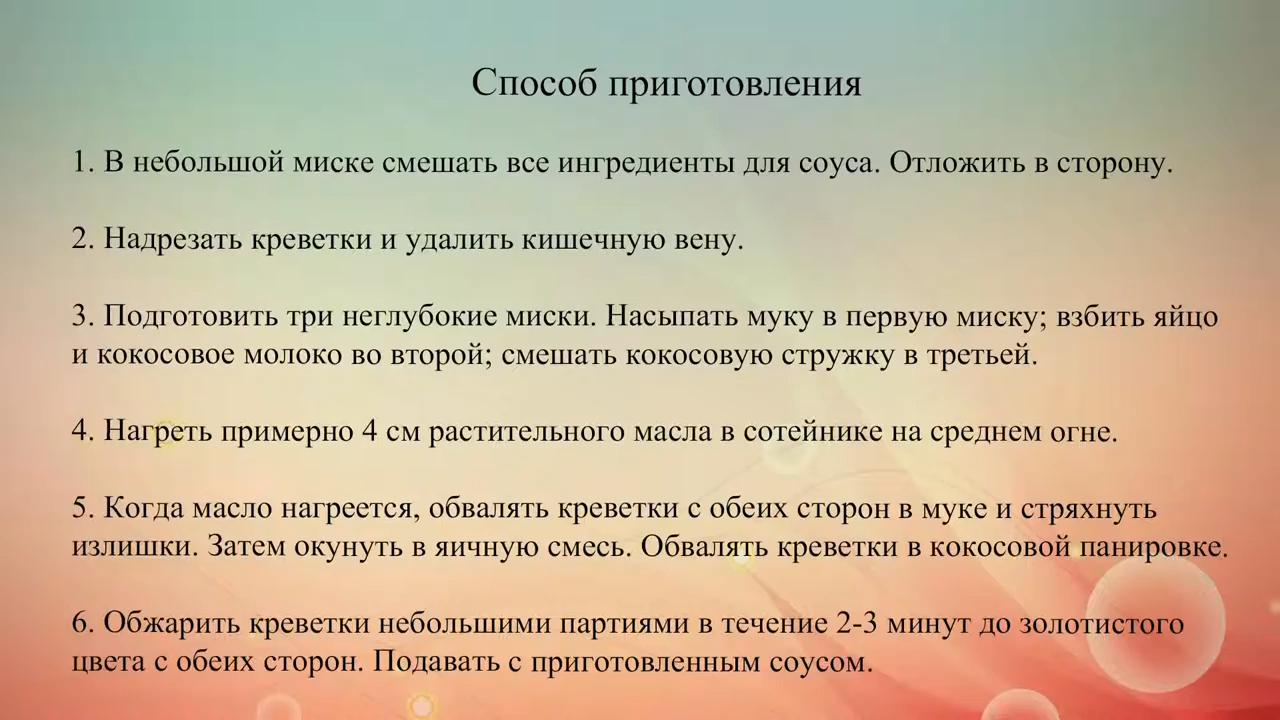 Способ приготовления
1. В небольшой миске смешать все ингредиенты для соуса. Отложить в сторону.
2. Надрезать креветки и удалить кишечную вену.
3. Подготовить три неглубокие миски. Насыпать муку в первую миску; взбить яйцо
и кокосовое молоко во второй; смешать кокосовую стружку в третьей.
4. Нагреть примерно 4 см растительного масла в сотейнике на среднем огне.
5. Когда масло нагреется, обвалять креветки с обеих сторон в муке и стряхнуть
излишки. Затем окунуть в яичную смесь. Обвалять креветки в кокосовой панировке.
6. Обжарить креветки небольшими партиями в течение 2-3 минут до золотистого
цвета с обеих сторон. Подавать с приготовленным соусом.